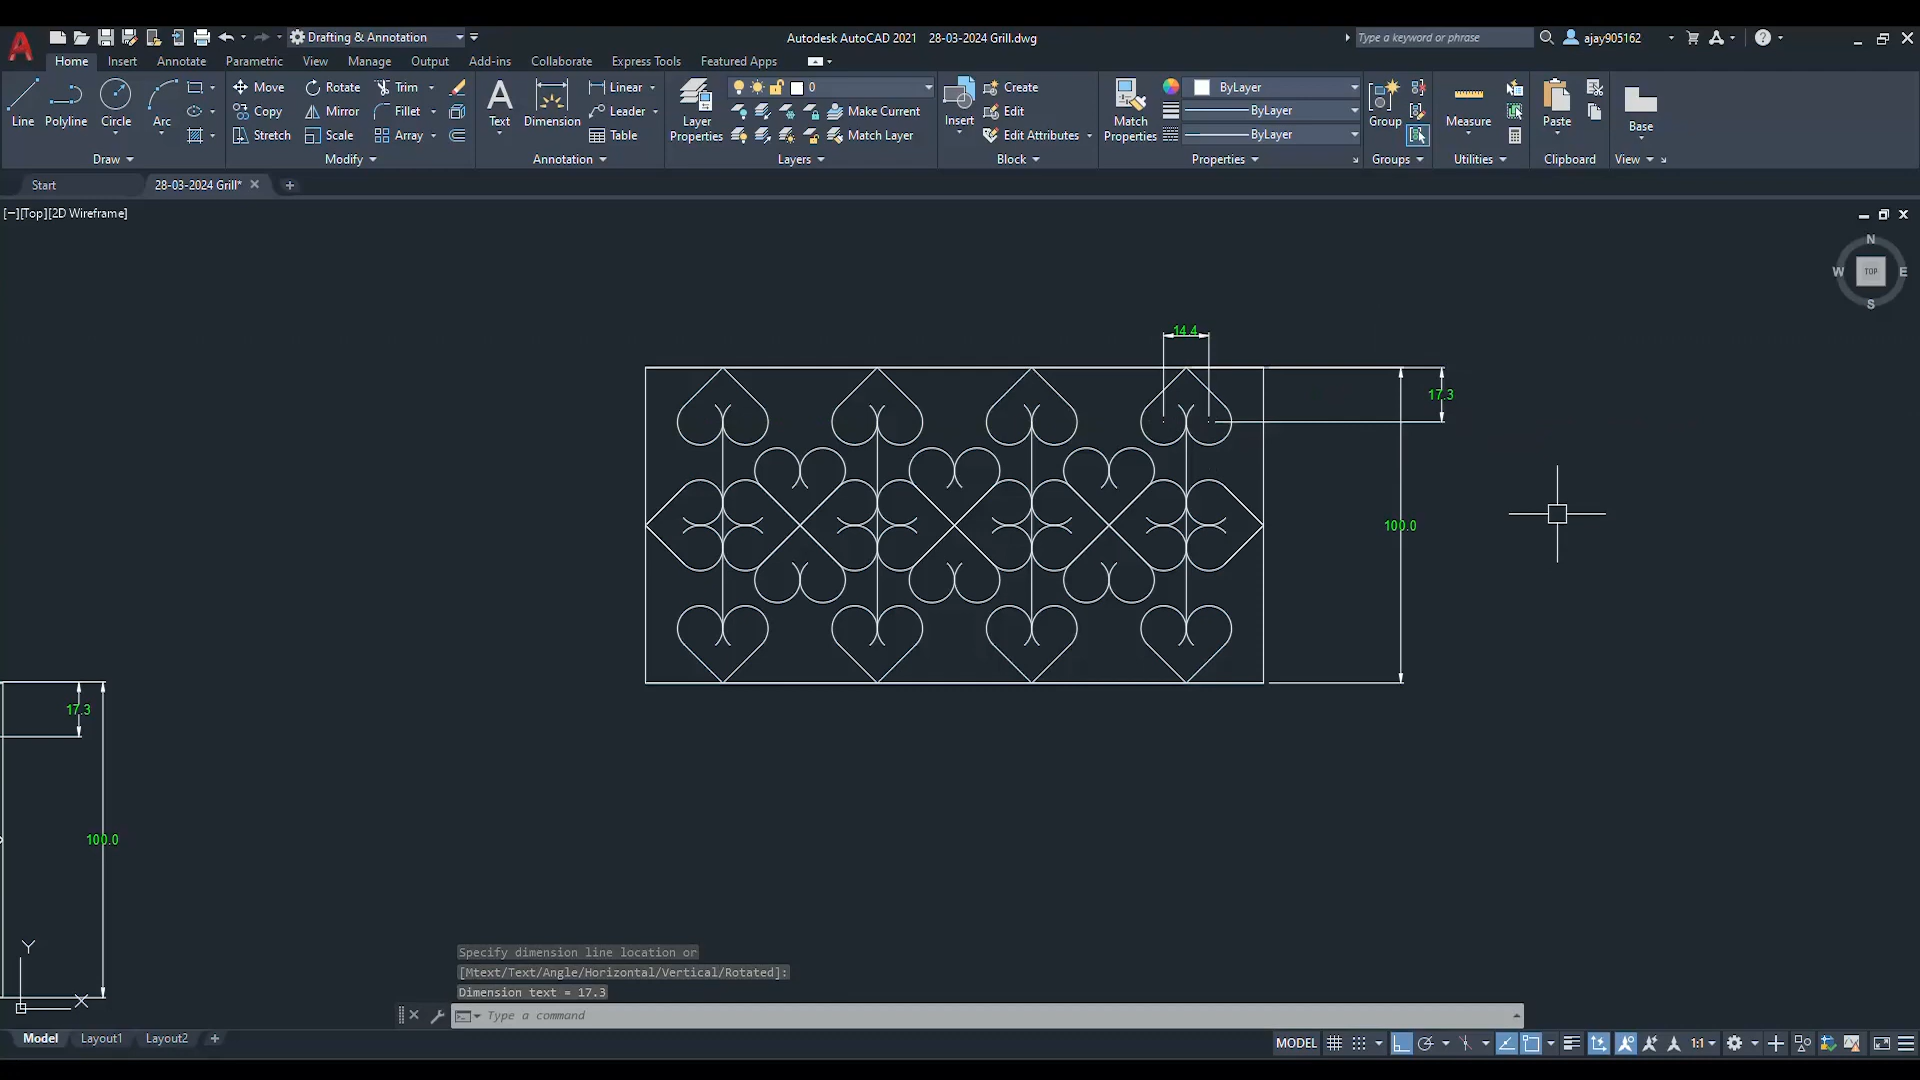 Drafting & Annotation
Autodesk AutoCAD 2021 28-03-2024 Grill.dwg
Type a keyword or phrase
ajay905162
Home Insert Annotate Parametric View Manage Output Add-ins Collaborate Express Tools Featured Apps
Line Polyline Circle Arc
Move Rotate Trim
Copy Mirror Fillet
Stretch Scale Array
Text Dimension
Linear
Leader
Table
Layer Properties
0
Make Current
Match Layer
Insert
Create
Edit
Edit Attributes
Match Properties
ByLayer
ByLayer
ByLayer
Group
Measure
Paste
Base
Draw Modify Annotation Layers Block Properties Groups Utilities Clipboard View
Start 28-03-2024 Grill*
[−][Top][2D Wireframe]
N
W TOP E
S
14.4
17.3
100.0
17.3
100.0
Y
X
Specify dimension line location or
[Mtext/Text/Angle/Horizontal/Vertical/Rotated]:
Dimension text = 17.3
Type a command
Model Layout1 Layout2
MODEL 1:1